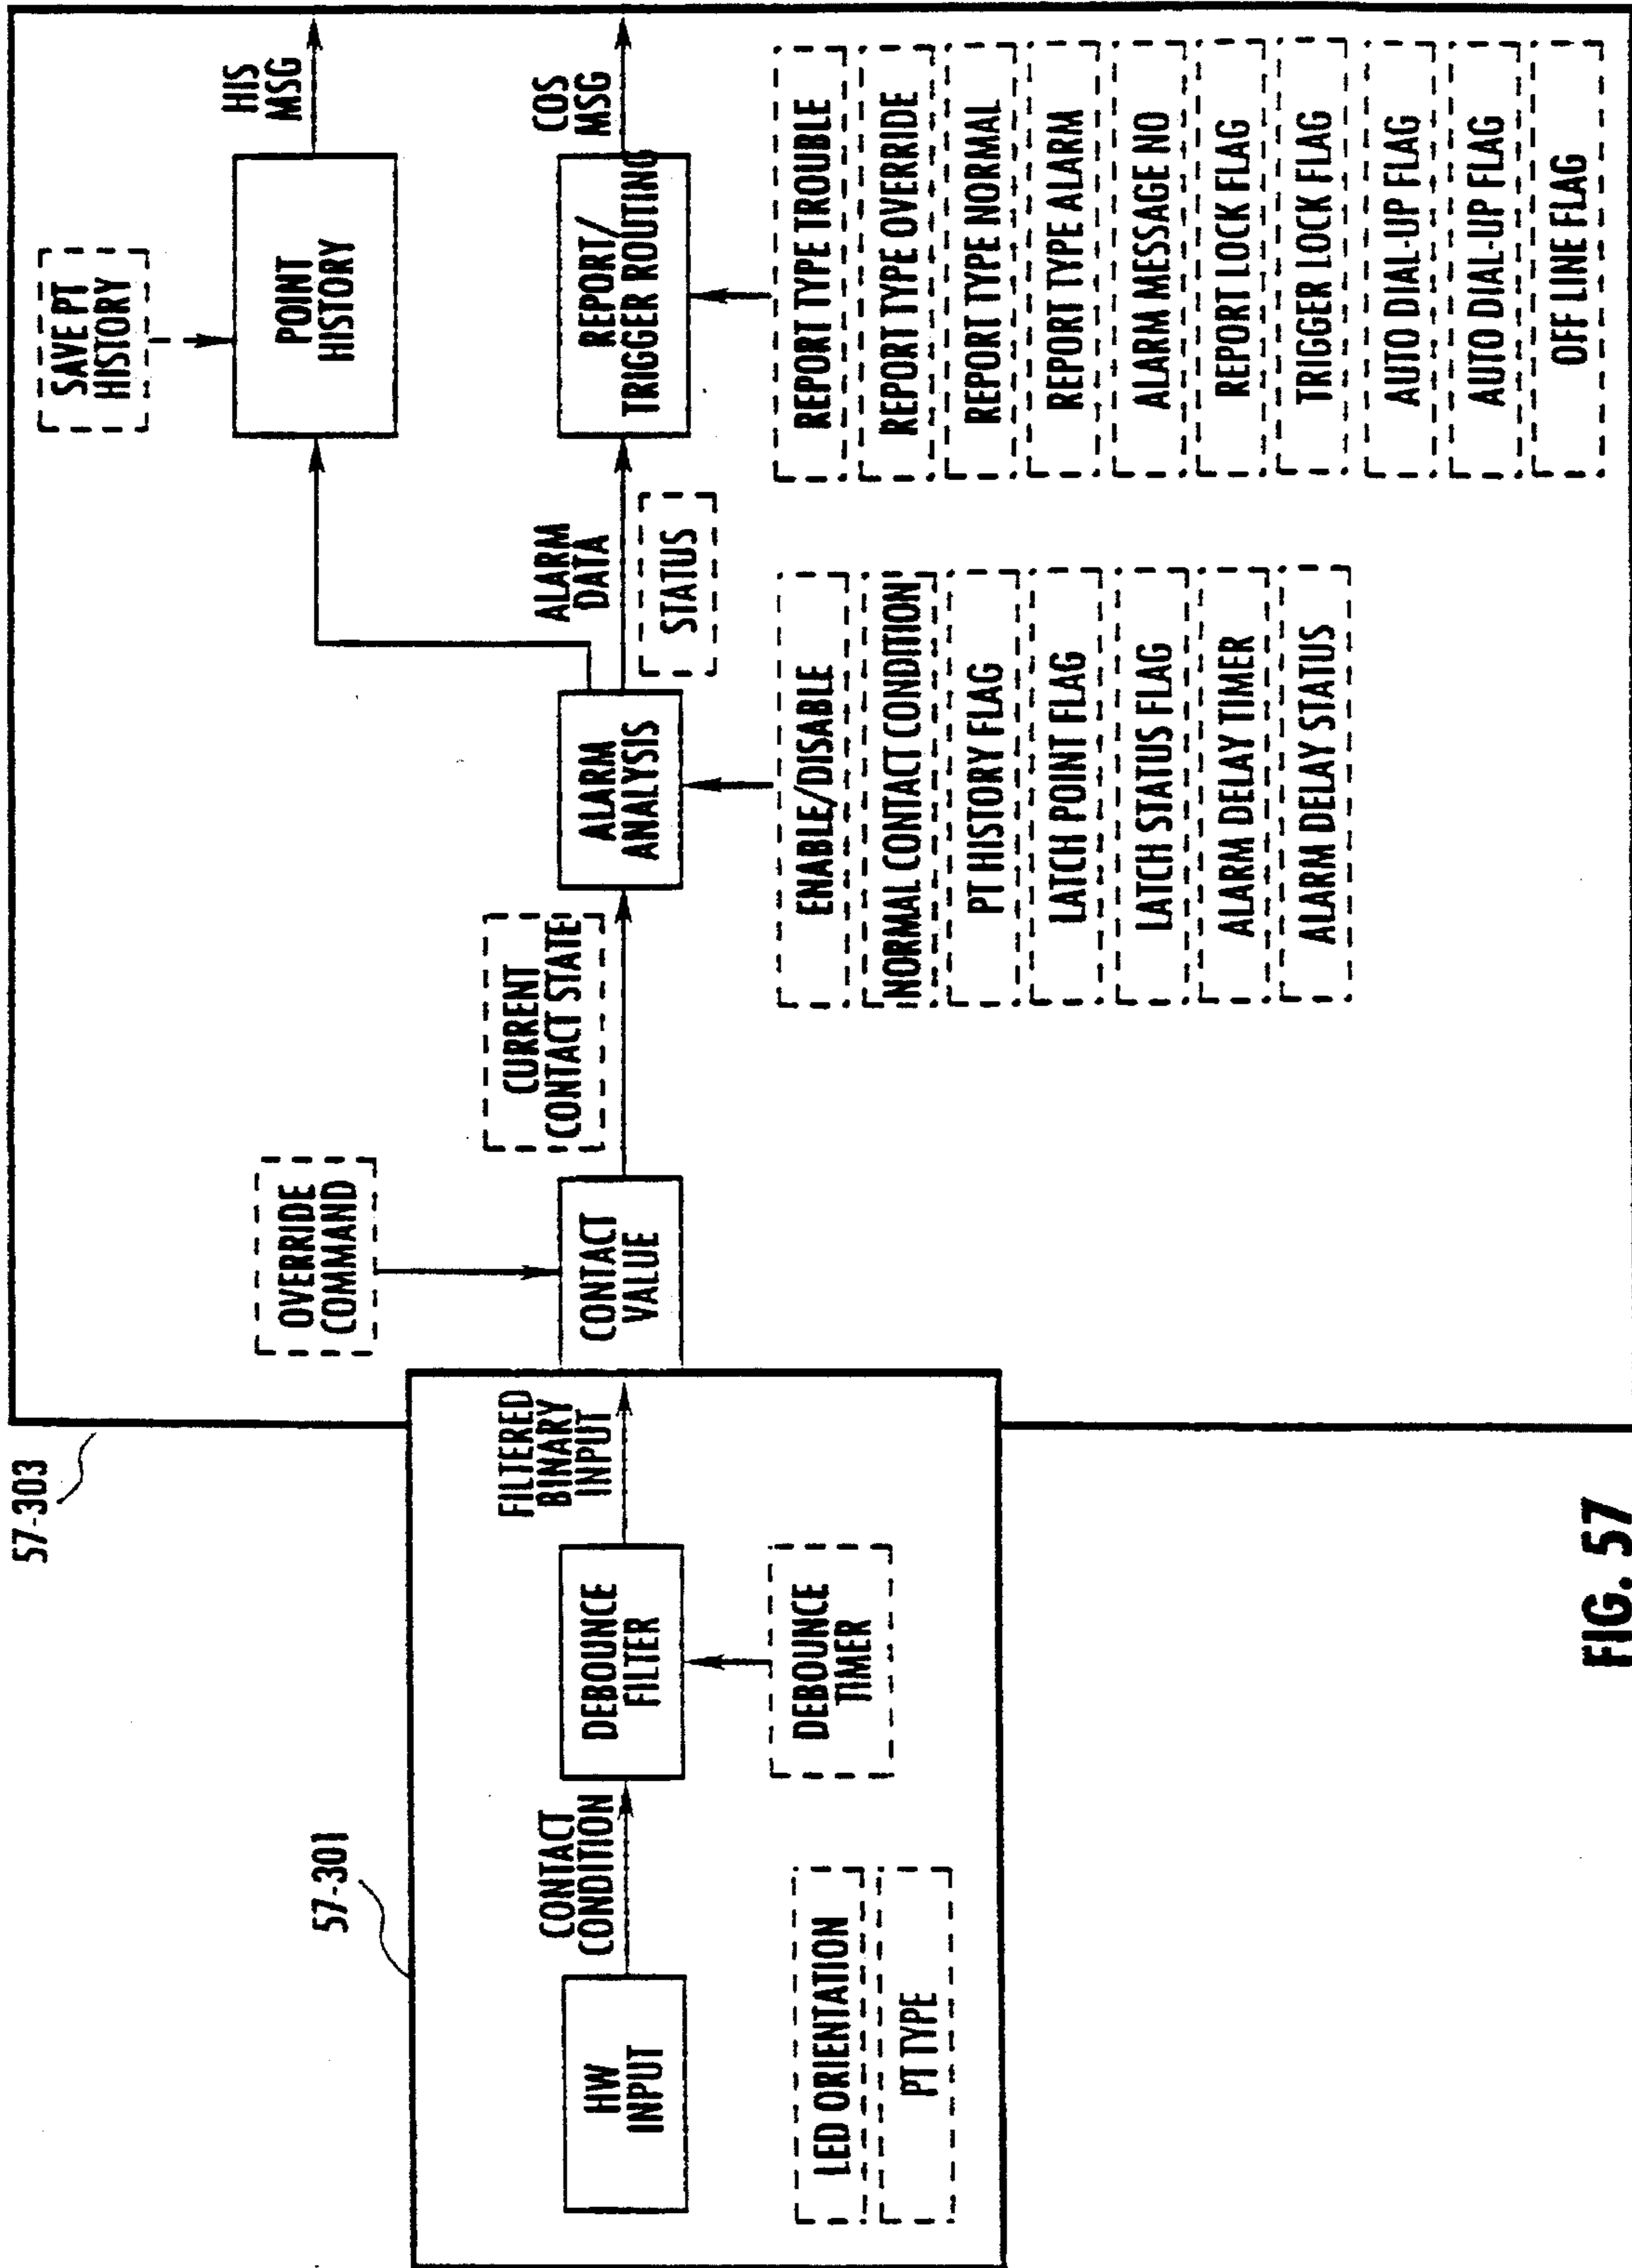 57-303
57-301
HW
INPUT
CONTACT
CONDITION
LED ORIENTATION
PT TYPE
DEBOUNCE
FILTER
DEBOUNCE
TIMER
FILTERED
BINARY
INPUT
OVERRIDE
COMMAND
CONTACT
VALUE
CURRENT
CONTACT STATE
ALARM
ANALYSIS
ENABLE/DISABLE
NORMAL CONTACT CONDITION
PT HISTORY FLAG
LATCH POINT FLAG
LATCH STATUS FLAG
ALARM DELAY TIMER
ALARM DELAY STATUS
ALARM
DATA
STATUS
SAVE PT
HISTORY
POINT
HISTORY
HIS
MSG
REPORT/
TRIGGER ROUTING
COS
MSG
REPORT TYPE TROUBLE
REPORT TYPE OVERRIDE
REPORT TYPE NORMAL
REPORT TYPE ALARM
ALARM MESSAGE NO
REPORT LOCK FLAG
TRIGGER LOCK FLAG
AUTO DIAL-UP FLAG
AUTO DIAL-UP FLAG
OFF LINE FLAG
FIG. 57